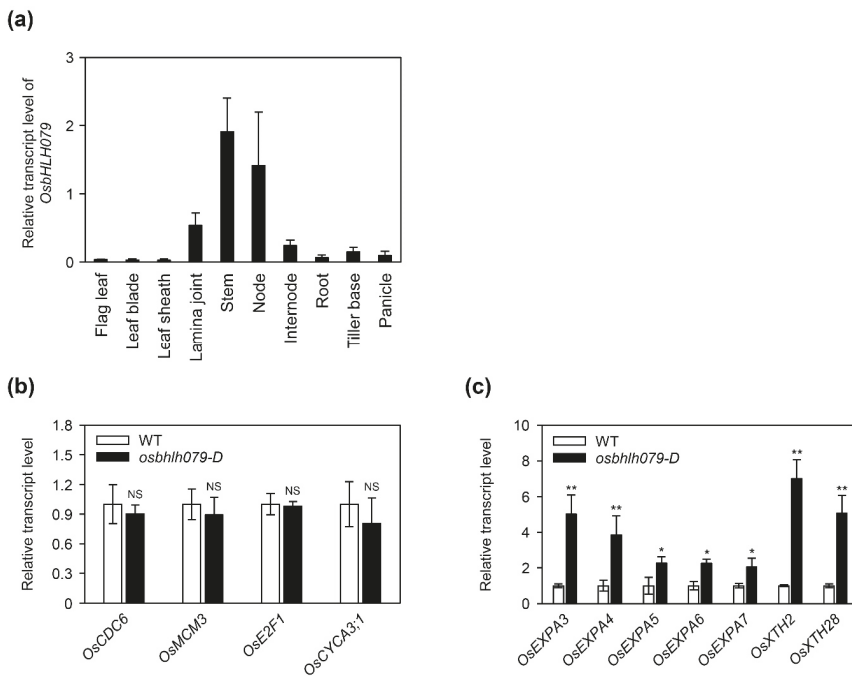 (a)
Relative transcript level of
OsbHLH079
3
2
1
0
Flag leaf
Leaf blade
Leaf sheath
Lamina joint
Stem
Node
Internode
Root
Tiller base
Panicle
(b)
Relative transcript level
1.8
1.5
1.2
0.9
0.6
0.3
0
WT
osbhlh079-D
NS
NS
NS
NS
OsCDC6
OsMCM3
OsE2F1
OsCYCA3;1
(c)
Relative transcript level
10
8
6
4
2
0
WT
osbhlh079-D
**
**
*
*
*
**
**
OsEXPA3
OsEXPA4
OsEXPA5
OsEXPA6
OsEXPA7
OsXTH2
OsXTH28